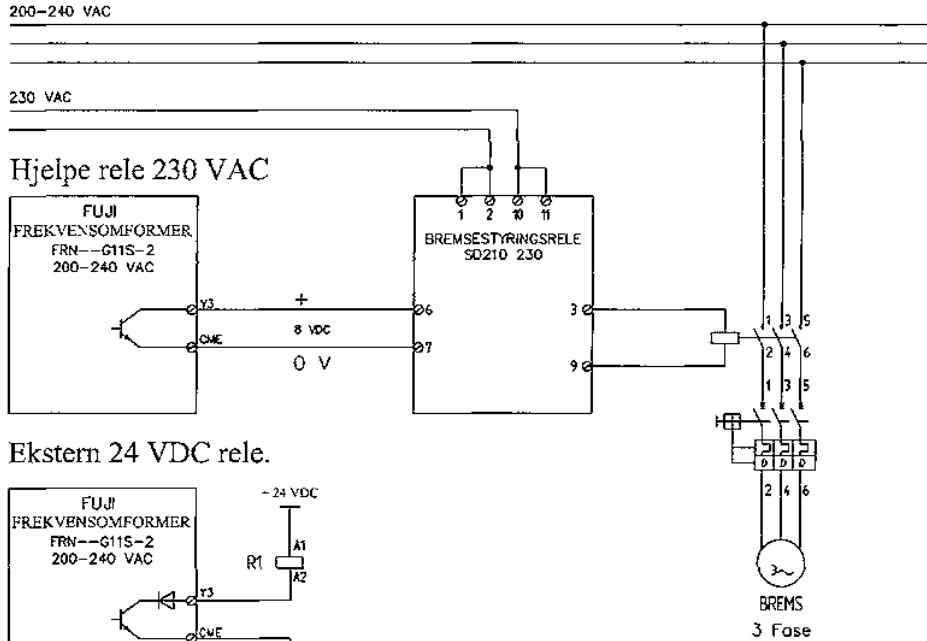 200-240 VAC
230 VAC
Hjelpe rele 230 VAC
FUJI
FREKVENSOMFORMER
FRN--G11S-2
200-240 VAC
Y3
CME
+
8 VDC
0 V
1 2 10 11
BREMSESTYRINGSRELE
SD210 230
6
7
3
9
1 3 5
2 4 6
1 3 5
D D D
2 4 6
3~
BREMS
3 Fase
Ekstern 24 VDC rele.
FUJI
FREKVENSOMFORMER
FRN--G11S-2
200-240 VAC
Y3
CME
+24 VDC
A1
R1
A2